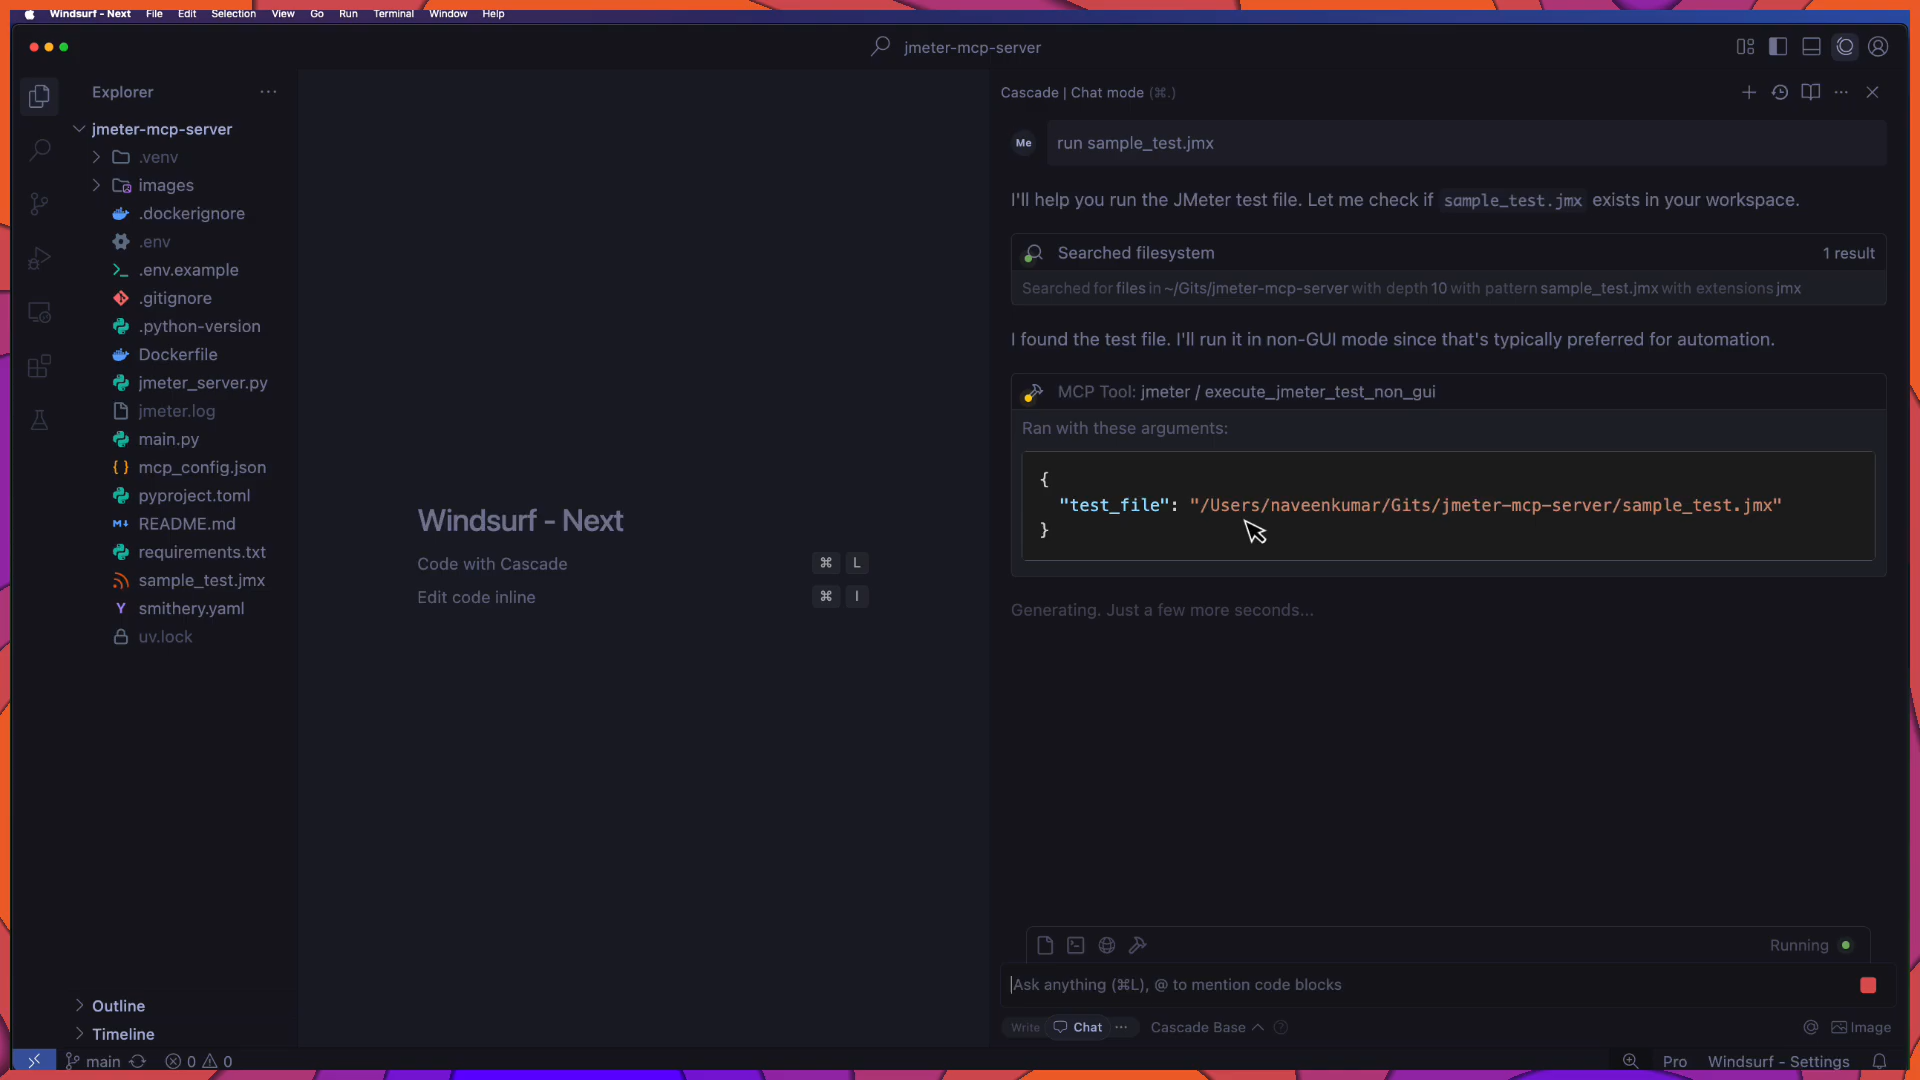 Windsurf - Next File Edit Selection View Go Run Terminal Window Help
jmeter-mcp-server
Explorer
jmeter-mcp-server
.venv
images
.dockerignore
.env
.env.example
.gitignore
.python-version
Dockerfile
jmeter_server.py
jmeter.log
main.py
mcp_config.json
pyproject.toml
README.md
requirements.txt
sample_test.jmx
smithery.yaml
uv.lock
Outline
Timeline
Windsurf - Next
Code with Cascade ⌘ L
Edit code inline ⌘ I
Cascade | Chat mode (⌘.)
Me run sample_test.jmx
I'll help you run the JMeter test file. Let me check if sample_test.jmx exists in your workspace.
Searched filesystem 1 result
Searched for files in ~/Gits/jmeter-mcp-server with depth 10 with pattern sample_test.jmx with extensions jmx
I found the test file. I'll run it in non-GUI mode since that's typically preferred for automation.
MCP Tool: jmeter / execute_jmeter_test_non_gui
Ran with these arguments:
{
"test_file": "/Users/naveenkumar/Gits/jmeter-mcp-server/sample_test.jmx"
}
Generating. Just a few more seconds...
Running
Ask anything (⌘L), @ to mention code blocks
Write Chat ··· Cascade Base ? @ Image
main 0 0 Pro Windsurf - Settings